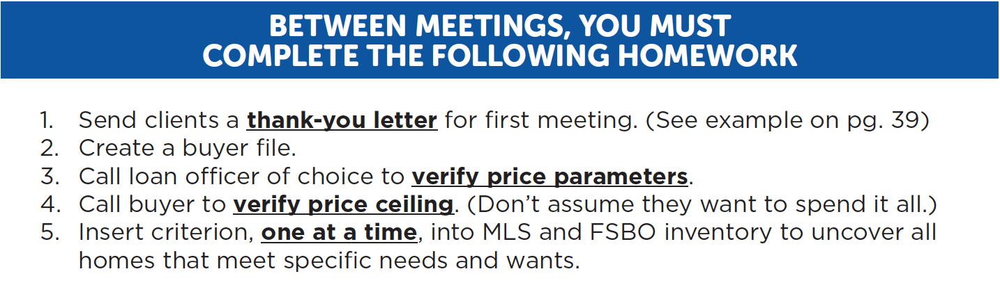 BETWEEN MEETINGS, YOU MUST
COMPLETE THE FOLLOWING HOMEWORK
1. Send clients a thank-you letter for first meeting. (See example on pg. 39)
2. Create a buyer file.
3. Call loan officer of choice to verify price parameters.
4. Call buyer to verify price ceiling. (Don’t assume they want to spend it all.)
5. Insert criterion, one at a time, into MLS and FSBO inventory to uncover all
homes that meet specific needs and wants.